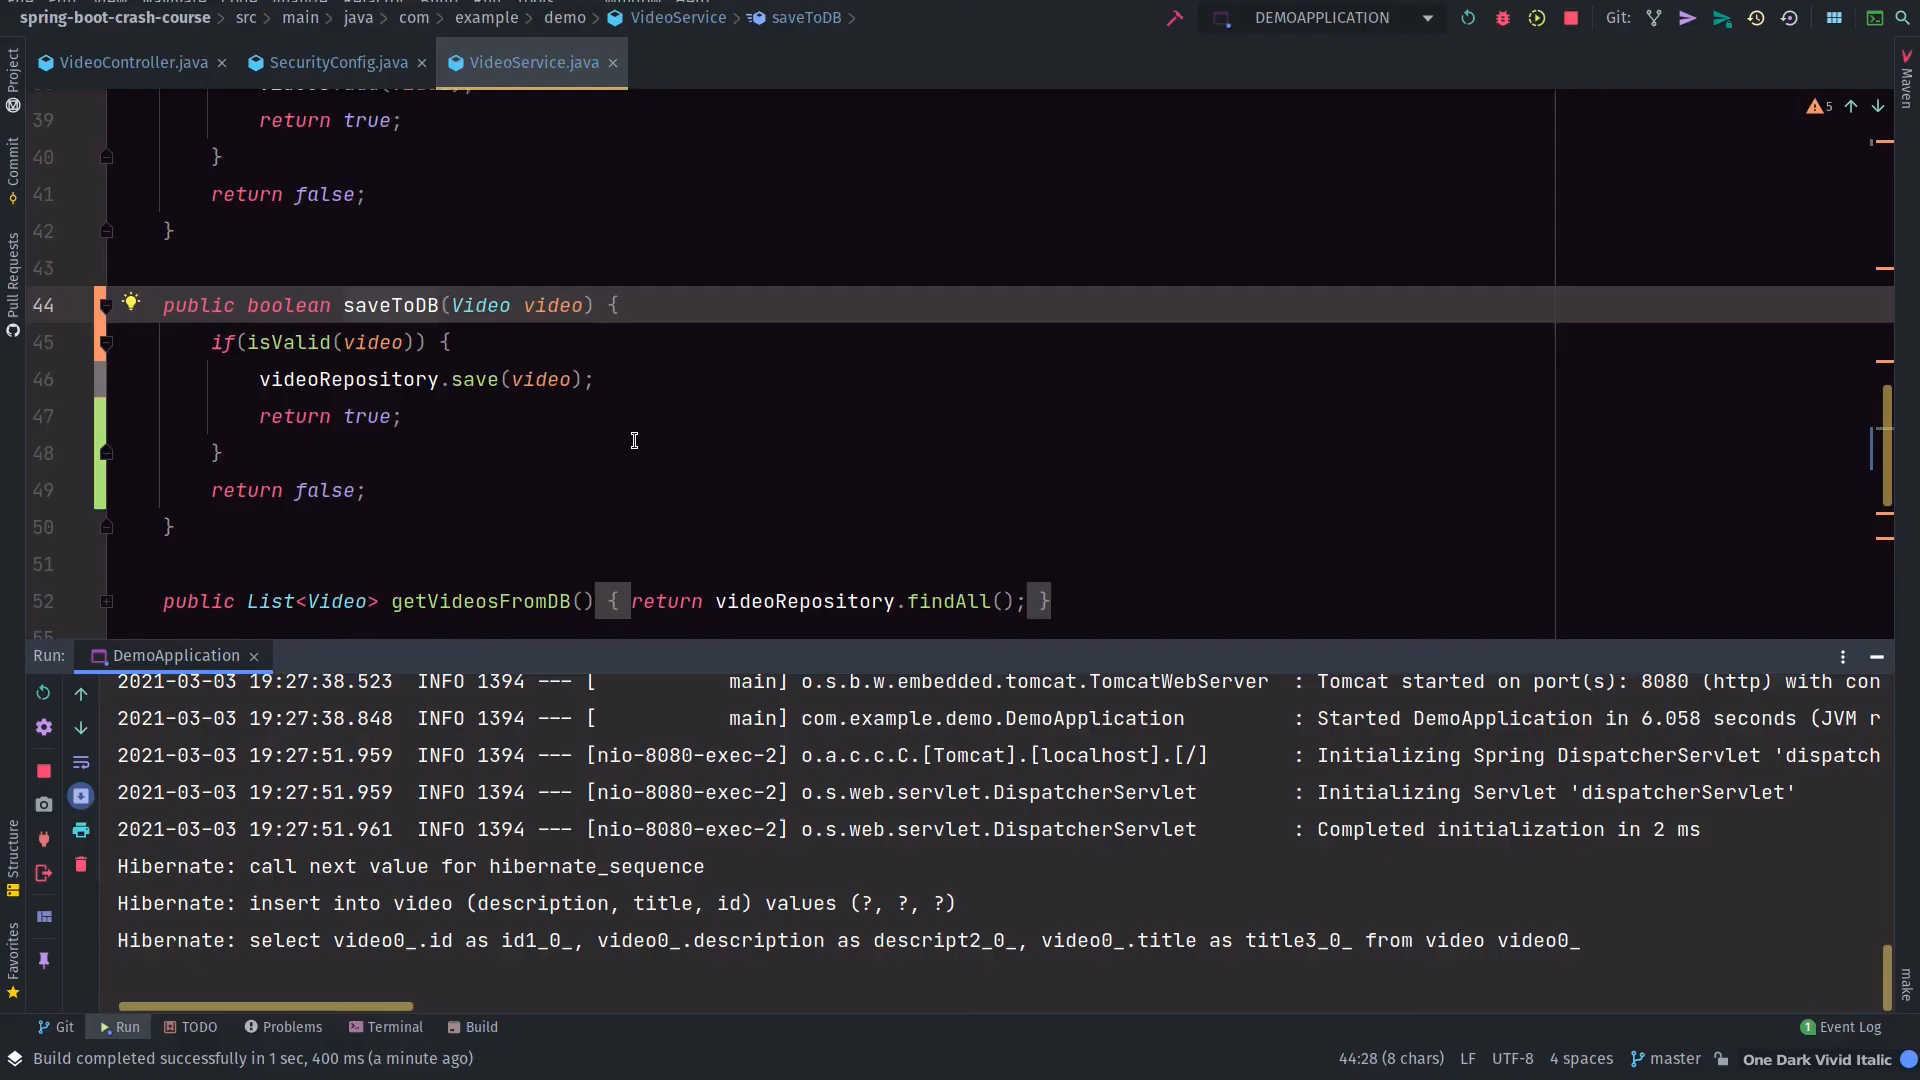 spring-boot-crash-course > src > main > java > com > example > demo > VideoService > saveToDB >
DEMOAPPLICATION
Git:
VideoController.java
SecurityConfig.java
VideoService.java
Project
Commit
Pull Requests
Structure
Favorites
Maven
make
5
39 return true;
40 }
41 return false;
42 }
43
44 public boolean saveToDB(Video video) {
45 if(isValid(video)) {
46 videoRepository.save(video);
47 return true;
48 }
49 return false;
50 }
51
52 public List<Video> getVideosFromDB() { return videoRepository.findAll(); }
55
Run: DemoApplication
2021-03-03 19:27:38.523  INFO 1394 --- [           main] o.s.b.w.embedded.tomcat.TomcatWebServer  : Tomcat started on port(s): 8080 (http) with con
2021-03-03 19:27:38.848  INFO 1394 --- [           main] com.example.demo.DemoApplication         : Started DemoApplication in 6.058 seconds (JVM r
2021-03-03 19:27:51.959  INFO 1394 --- [nio-8080-exec-2] o.a.c.c.C.[Tomcat].[localhost].[/]       : Initializing Spring DispatcherServlet 'dispatch
2021-03-03 19:27:51.959  INFO 1394 --- [nio-8080-exec-2] o.s.web.servlet.DispatcherServlet        : Initializing Servlet 'dispatcherServlet'
2021-03-03 19:27:51.961  INFO 1394 --- [nio-8080-exec-2] o.s.web.servlet.DispatcherServlet        : Completed initialization in 2 ms
Hibernate: call next value for hibernate_sequence
Hibernate: insert into video (description, title, id) values (?, ?, ?)
Hibernate: select video0_.id as id1_0_, video0_.description as descript2_0_, video0_.title as title3_0_ from video video0_
Git
Run
TODO
Problems
Terminal
Build
1 Event Log
Build completed successfully in 1 sec, 400 ms (a minute ago)
44:28 (8 chars)
LF
UTF-8
4 spaces
master
One Dark Vivid Italic